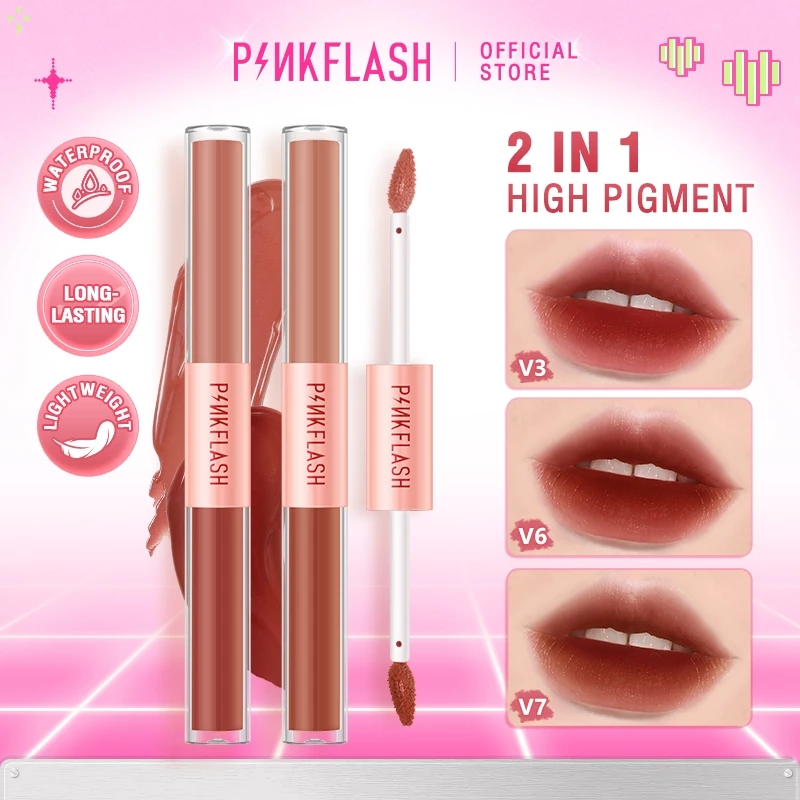 PINKFLASH
OFFICIAL
STORE
WATERPROOF
LONG-
LASTING
LIGHTWEIGHT
PINKFLASH
PINKFLASH
PINKFLASH
2 IN 1
HIGH PIGMENT
V3
V6
V7